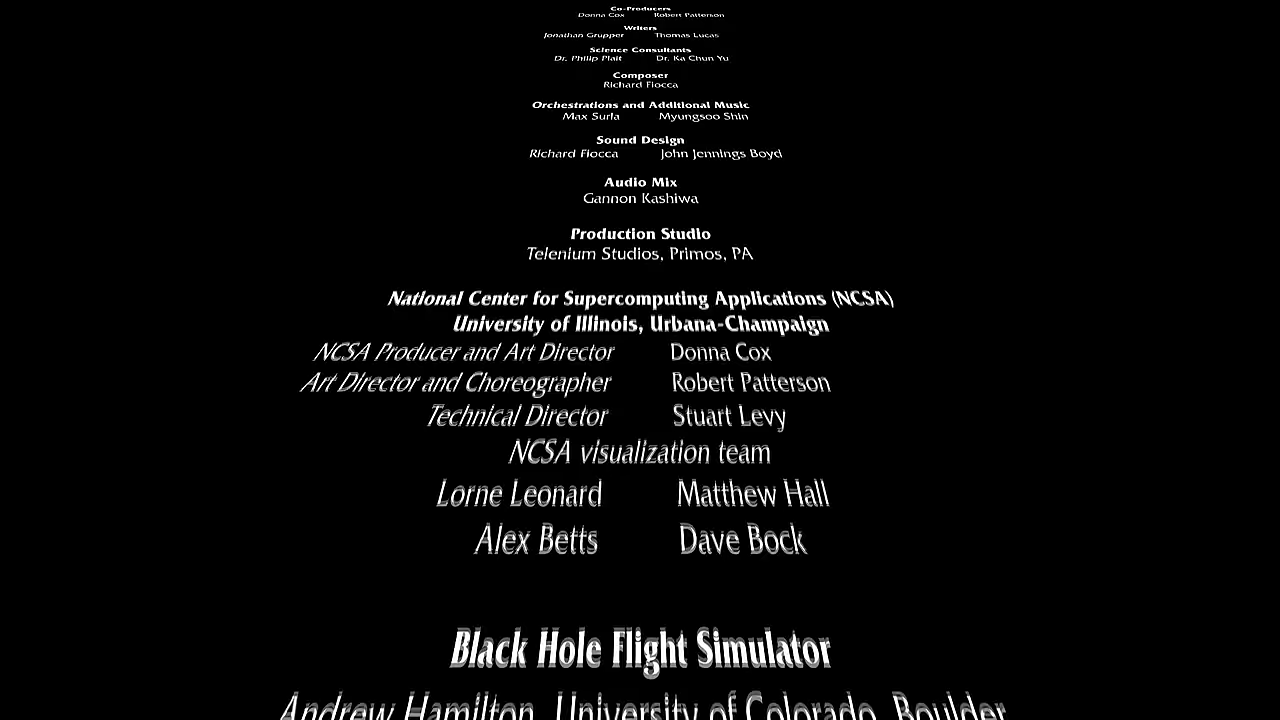 Co-Producers
Donna Cox Robert Patterson
Writers
Jonathan Grupper Thomas Lucas
Science Consultants
Dr. Philip Plait Dr. Ka Chun Yu
Composer
Richard Fiocca
Orchestrations and Additional Music
Max Surla Myungsoo Shin
Sound Design
Richard Fiocca John Jennings Boyd
Audio Mix
Gannon Kashiwa
Production Studio
Telenium Studios, Primos, PA
National Center for Supercomputing Applications (NCSA)
University of Illinois, Urbana-Champaign
NCSA Producer and Art Director Donna Cox
Art Director and Choreographer Robert Patterson
Technical Director Stuart Levy
NCSA visualization team
Lorne Leonard Matthew Hall
Alex Betts Dave Bock
Black Hole Flight Simulator
Andrew Hamilton, University of Colorado, Boulder